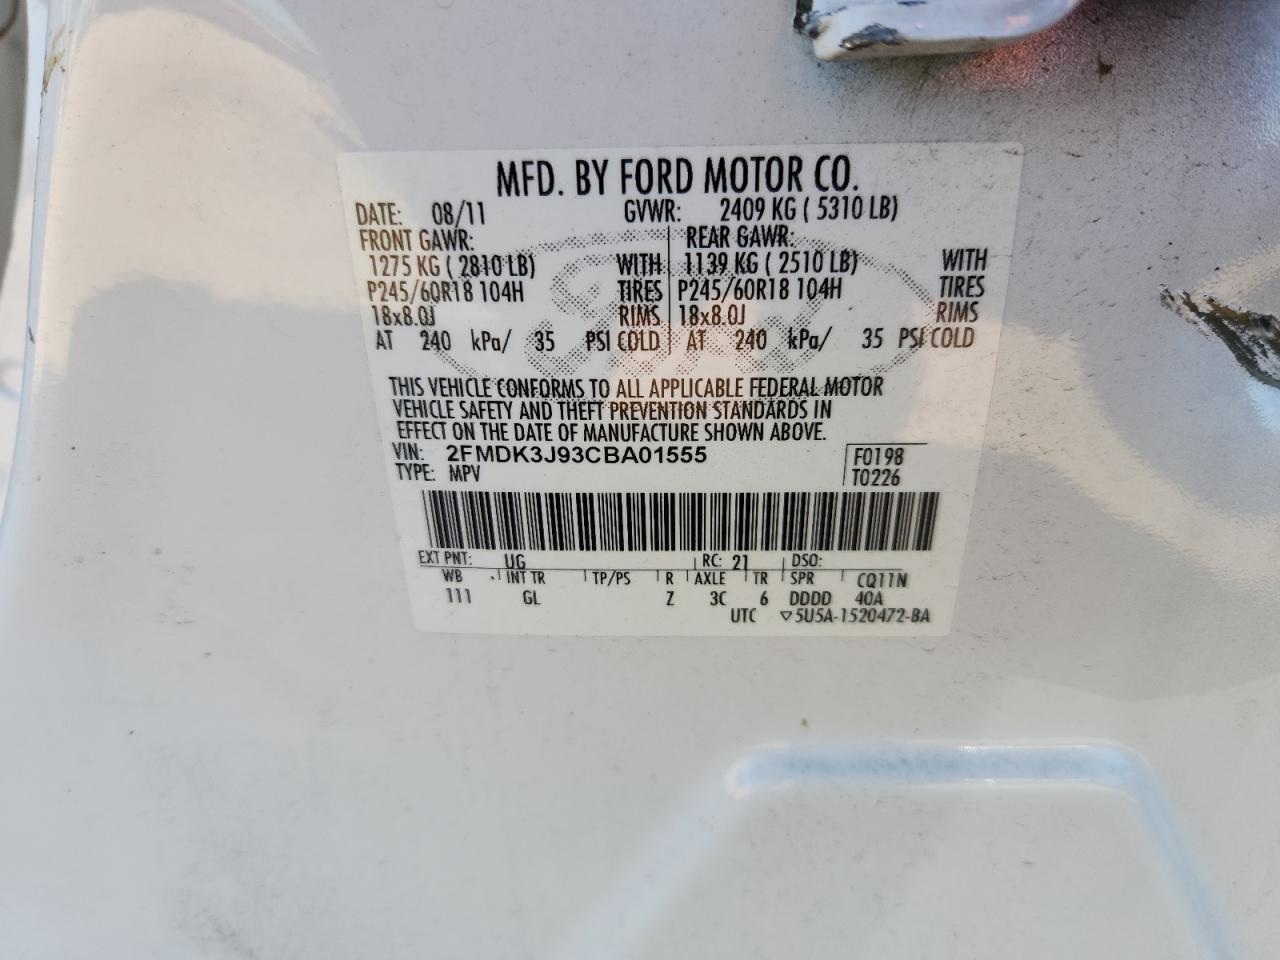 MFD. BY FORD MOTOR CO.
DATE: 08/11 GVWR: 2409 KG ( 5310 LB)
FRONT GAWR: REAR GAWR:
1275 KG ( 2810 LB) WITH 1139 KG ( 2510 LB) WITH
P245/60R18 104H TIRES P245/60R18 104H TIRES
18x8.0J RIMS 18x8.0J RIMS
AT 240 kPa/ 35 PSI COLD AT 240 kPa/ 35 PSI COLD
THIS VEHICLE CONFORMS TO ALL APPLICABLE FEDERAL MOTOR
VEHICLE SAFETY AND THEFT PREVENTION STANDARDS IN
EFFECT ON THE DATE OF MANUFACTURE SHOWN ABOVE.
VIN: 2FMDK3J93CBA01555 F0198
TYPE: MPV T0226
EXT PNT: UG RC: 21 DSO:
WB INT TR TP/PS R AXLE TR SPR CQ11N
111 GL Z 3C 6 DDDD 40A
UTC ▽5U5A-1520472-BA